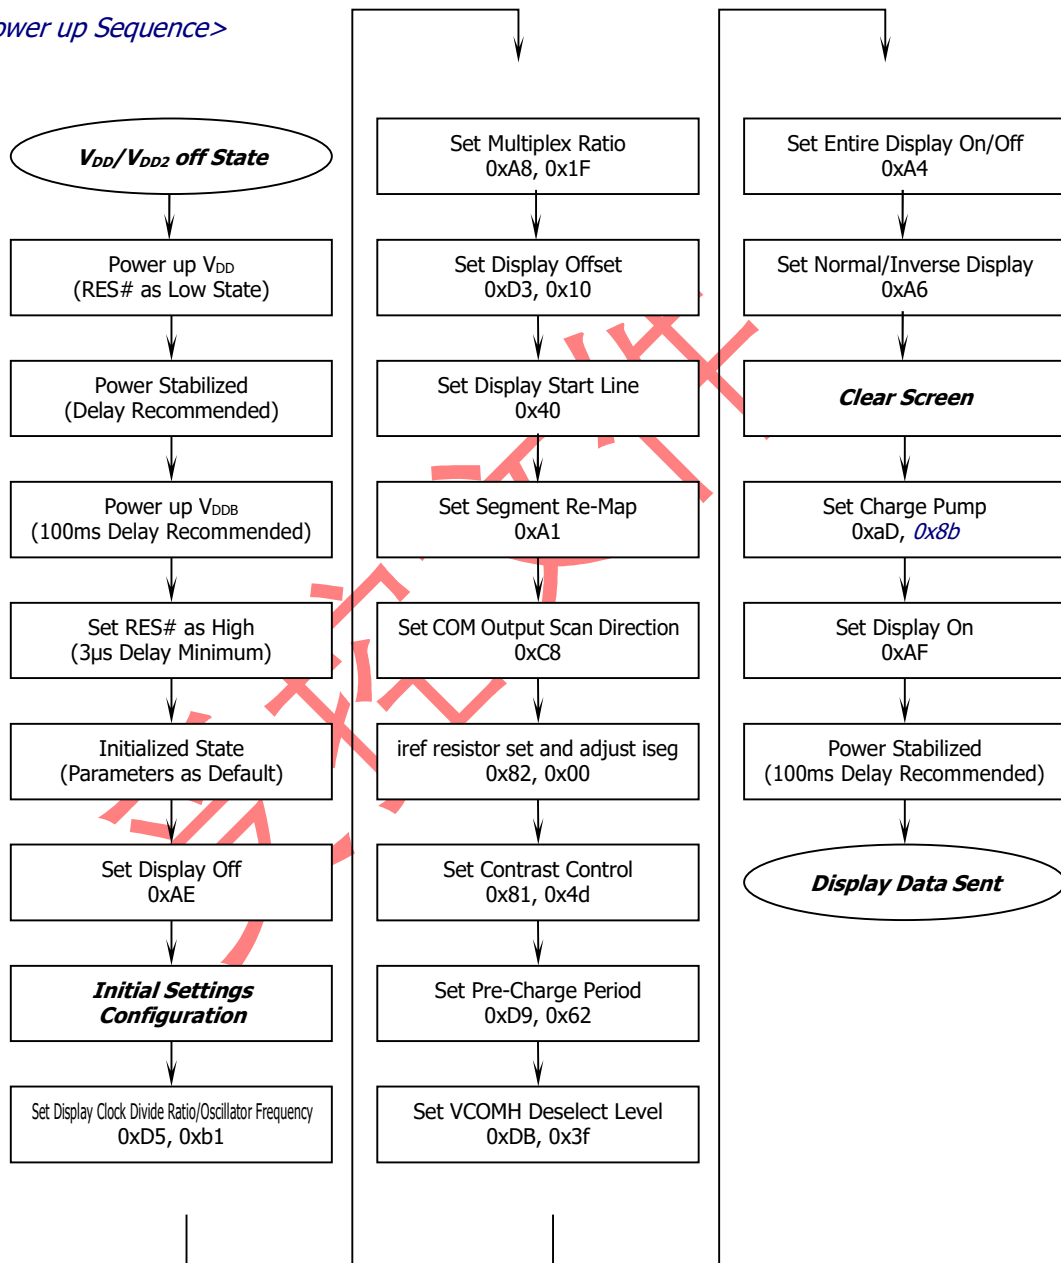 ower up Sequence>
VDD/VDD2 off State
Power up VDD
(RES# as Low State)
Power Stabilized
(Delay Recommended)
Power up VDDB
(100ms Delay Recommended)
Set RES# as High
(3μs Delay Minimum)
Initialized State
(Parameters as Default)
Set Display Off
0xAE
Initial Settings
Configuration
Set Display Clock Divide Ratio/Oscillator Frequency
0xD5, 0xb1
Set Multiplex Ratio
0xA8, 0x1F
Set Display Offset
0xD3, 0x10
Set Display Start Line
0x40
Set Segment Re-Map
0xA1
Set COM Output Scan Direction
0xC8
iref resistor set and adjust iseg
0x82, 0x00
Set Contrast Control
0x81, 0x4d
Set Pre-Charge Period
0xD9, 0x62
Set VCOMH Deselect Level
0xDB, 0x3f
Set Entire Display On/Off
0xA4
Set Normal/Inverse Display
0xA6
Clear Screen
Set Charge Pump
0xaD, 0x8b
Set Display On
0xAF
Power Stabilized
(100ms Delay Recommended)
Display Data Sent